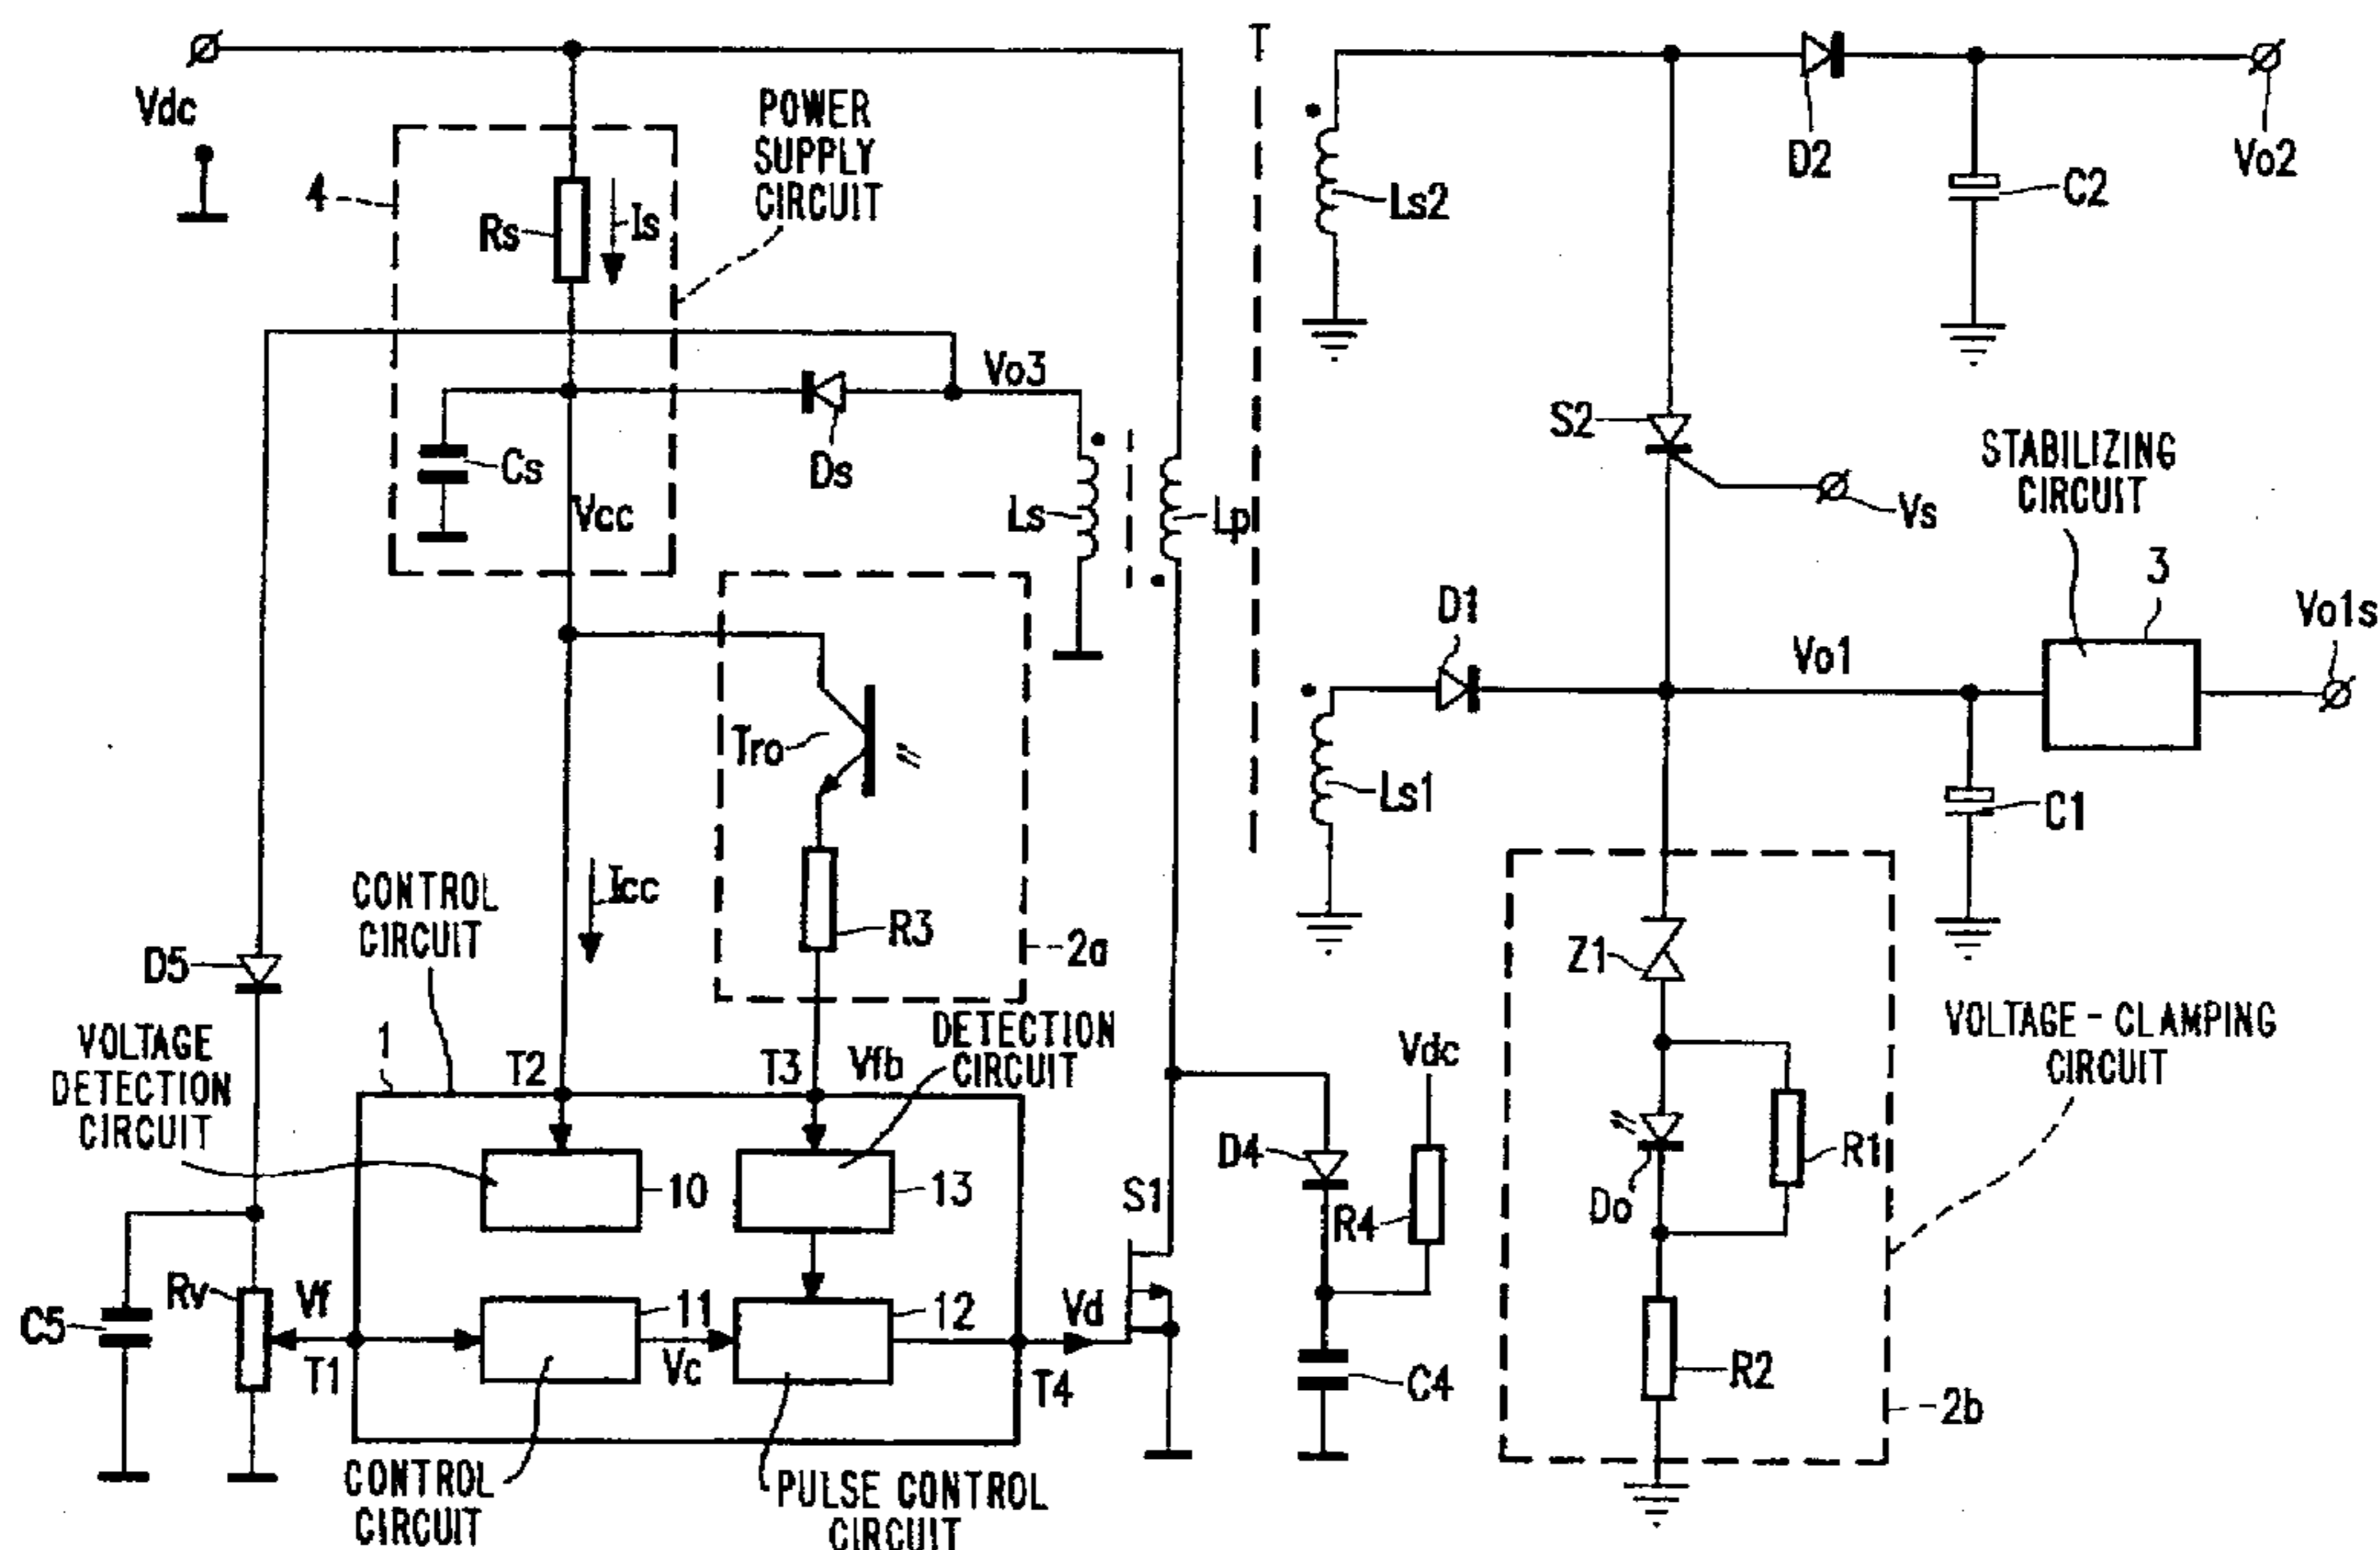 T
Vdc
POWER
SUPPLY
CIRCUIT
4
Rs
Is
Ls2
D2
C2
Vo2
Vo3
Cs
Ds
Vcc
Ls
Lp
S2
Vs
STABILIZING
CIRCUIT
3
Vo1s
D1
Vo1
Tro
Ls1
C1
Icc
R3
2a
CONTROL
CIRCUIT
D5
Z1
VOLTAGE
DETECTION
CIRCUIT
1
T2
T3
Vfb
DETECTION
CIRCUIT
Vdc
VOLTAGE-CLAMPING
CIRCUIT
D4
R4
R1
Do
10
13
S1
C5
Rv
Vf
T1
11
Vc
12
Vd
T4
C4
R2
2b
CONTROL
CIRCUIT
PULSE CONTROL
CIRCUIT